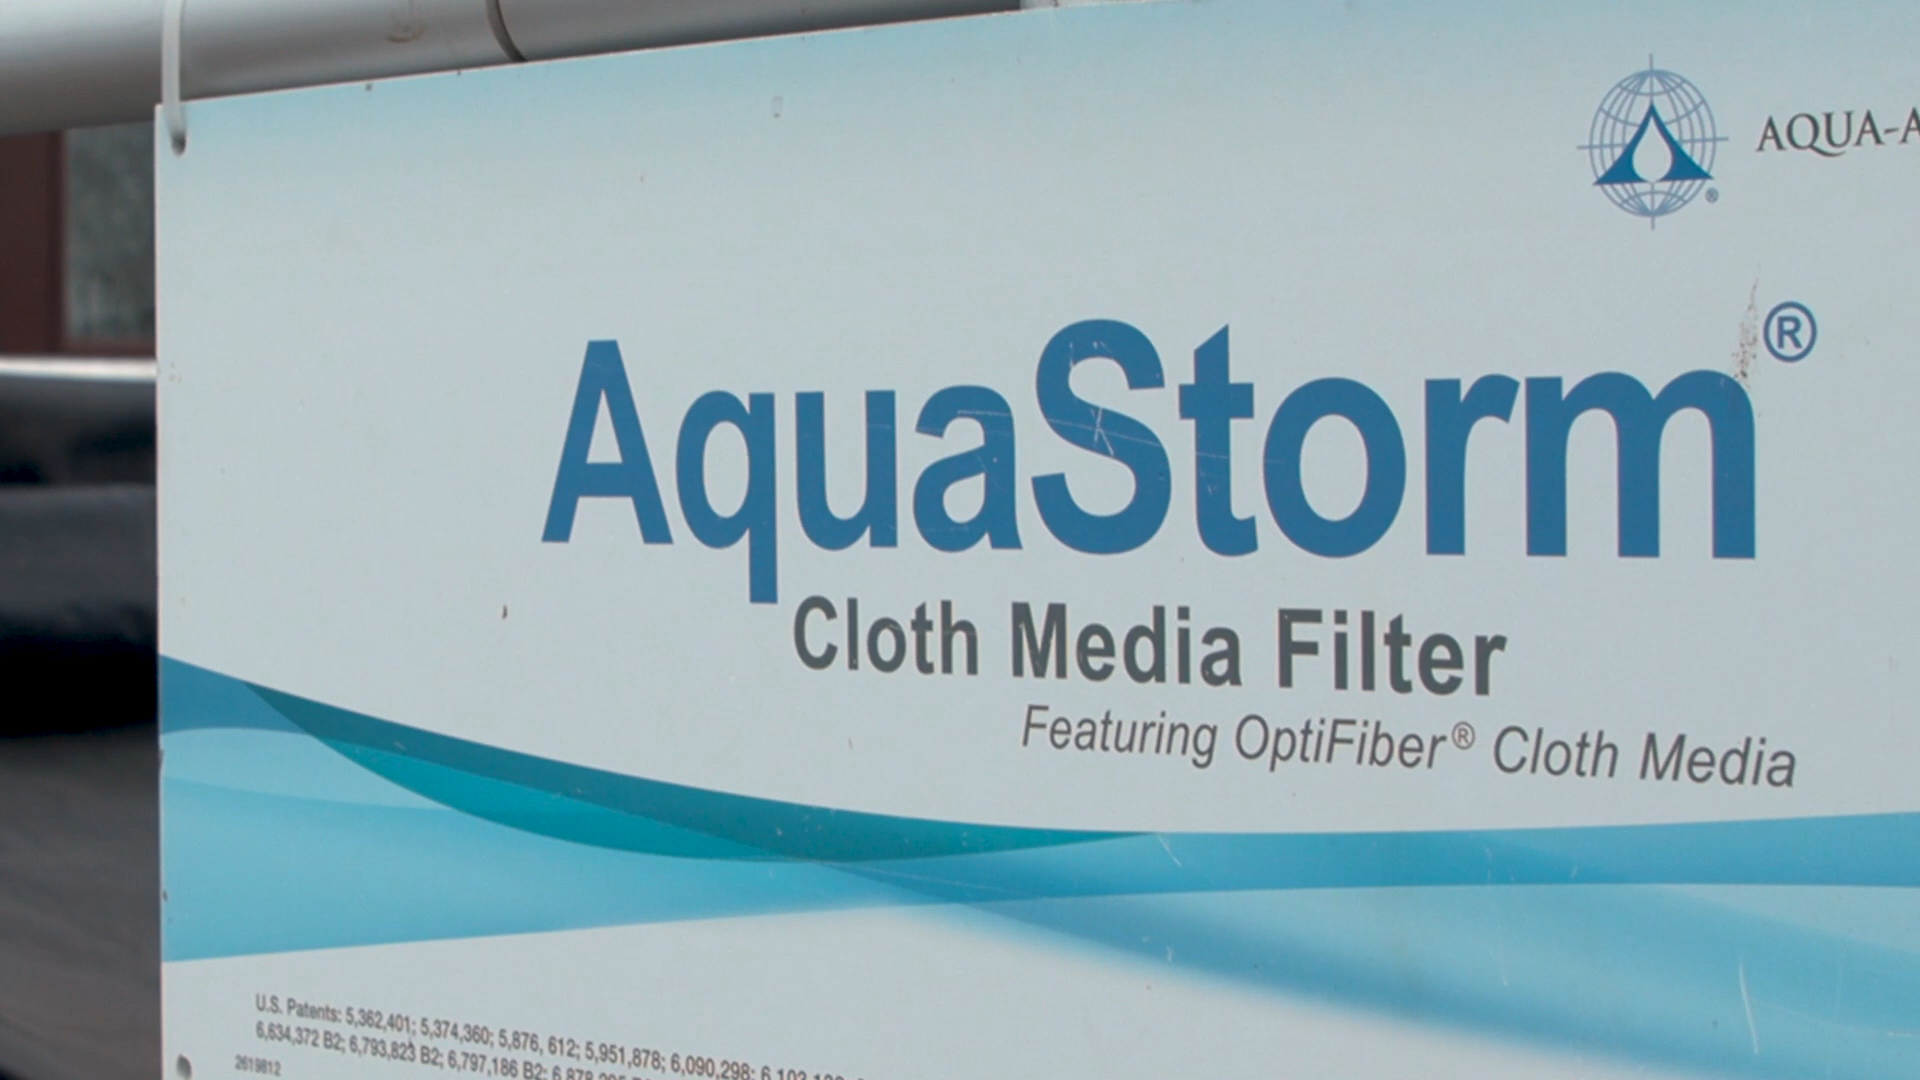 AQUA-A
AquaStorm®
Cloth Media Filter
Featuring OptiFiber® Cloth Media
U.S. Patents: 5,362,401; 5,374,360; 5,876, 612; 5,951,878; 6,090,298;
6,634,372 B2; 6,793,823 B2; 6,797,186 B2;
2619812